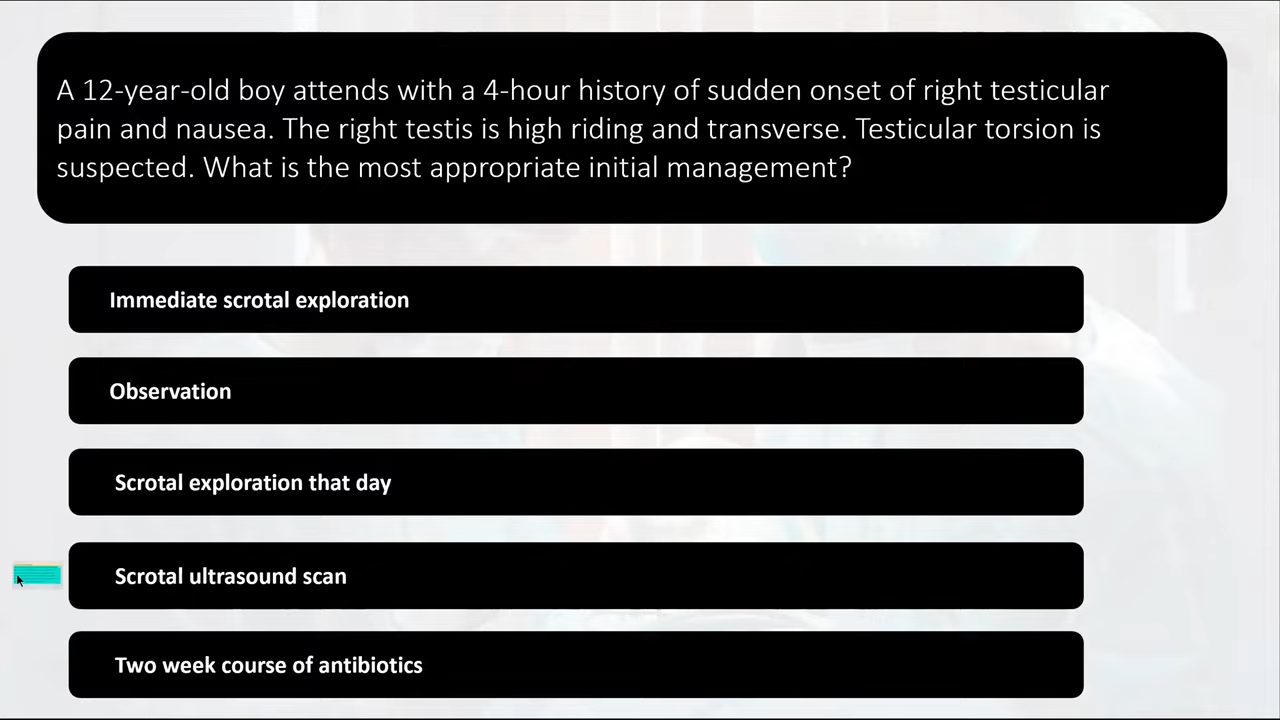 A 12-year-old boy attends with a 4-hour history of sudden onset of right testicular
pain and nausea. The right testis is high riding and transverse. Testicular torsion is
suspected. What is the most appropriate initial management?
Immediate scrotal exploration
Observation
Scrotal exploration that day
Scrotal ultrasound scan
Two week course of antibiotics